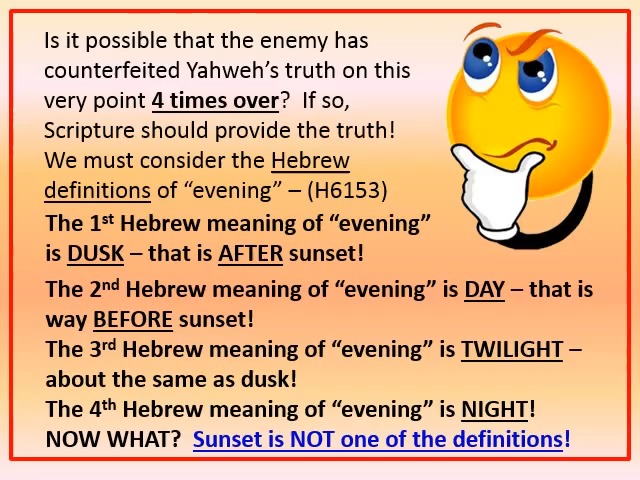 Is it possible that the enemy has
counterfeited Yahweh’s truth on this
very point 4 times over?  If so,
Scripture should provide the truth!
We must consider the Hebrew
definitions of “evening” – (H6153)
The 1st Hebrew meaning of “evening”
is DUSK – that is AFTER sunset!
The 2nd Hebrew meaning of “evening” is DAY – that is
way BEFORE sunset!
The 3rd Hebrew meaning of “evening” is TWILIGHT –
about the same as dusk!
The 4th Hebrew meaning of “evening” is NIGHT!
NOW WHAT?  Sunset is NOT one of the definitions!